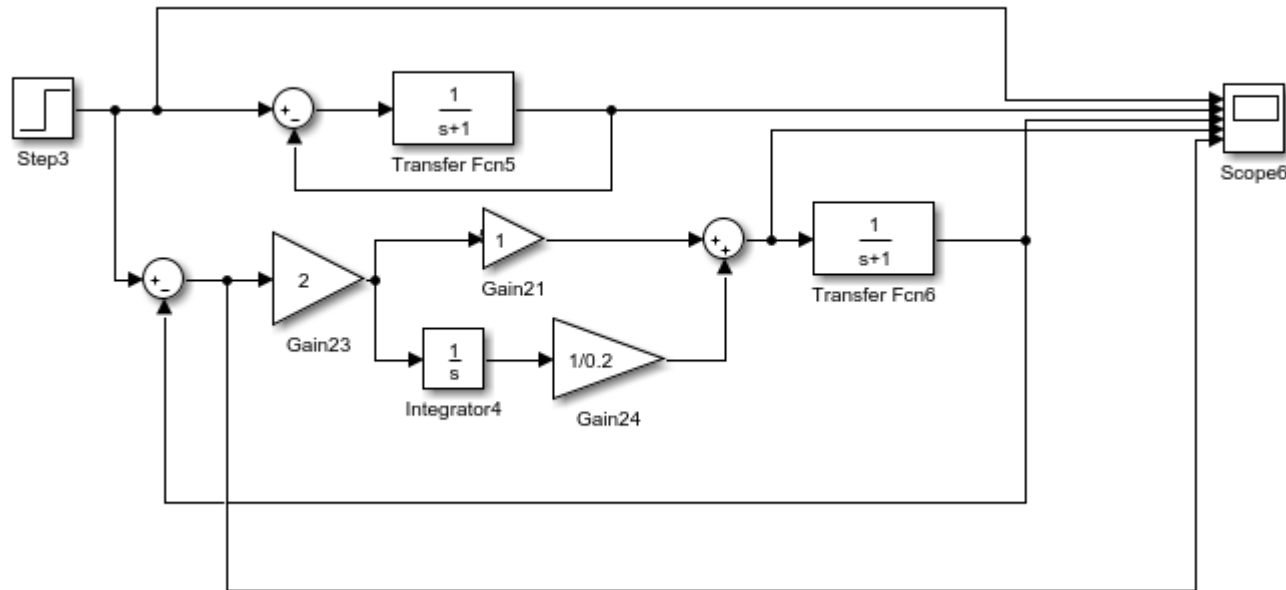 Step3
+
−
1
s+1
Transfer Fcn5
Scope6
+
−
2
Gain23
1
Gain21
1
s
Integrator4
1/0.2
Gain24
+
+
1
s+1
Transfer Fcn6